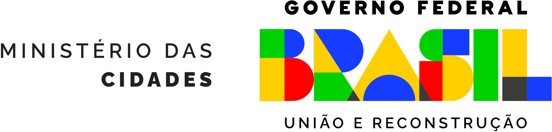 MINISTÉRIO DAS
CIDADES
GOVERNO FEDERAL
BRASIL
UNIÃO E RECONSTRUÇÃO